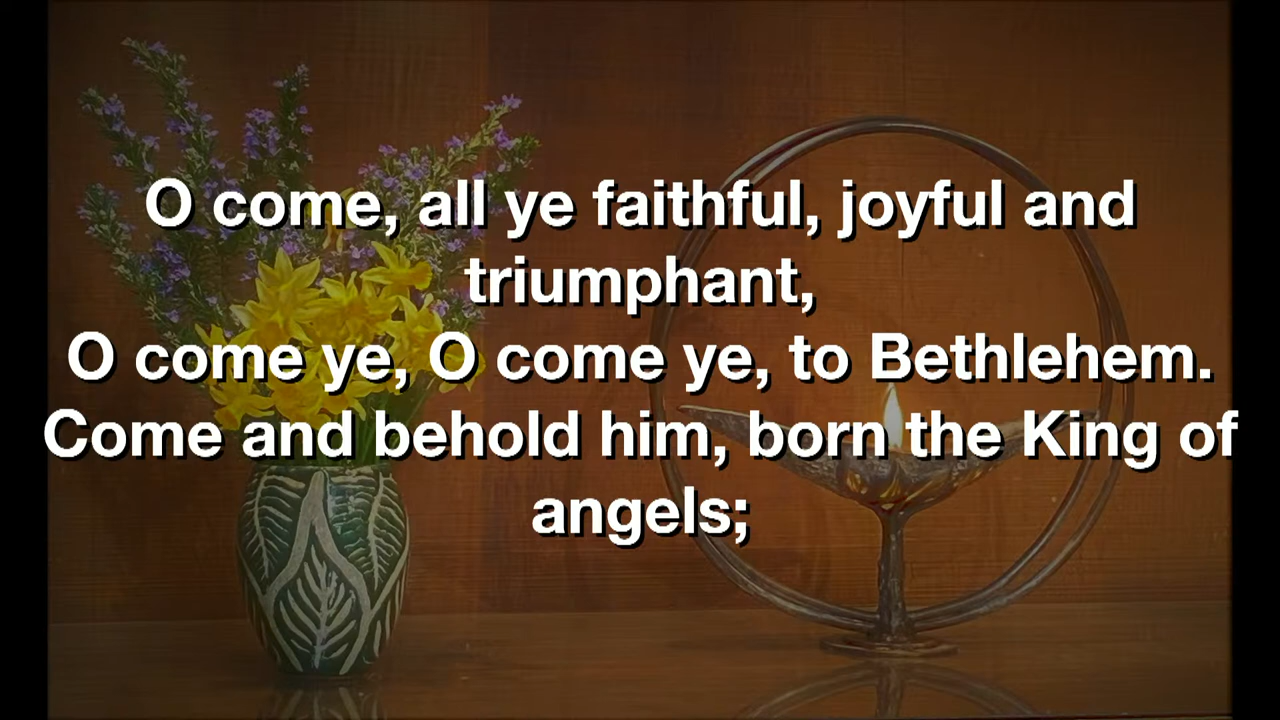 O come, all ye faithful, joyful and
triumphant,
O come ye, O come ye, to Bethlehem.
Come and behold him, born the King of
angels;